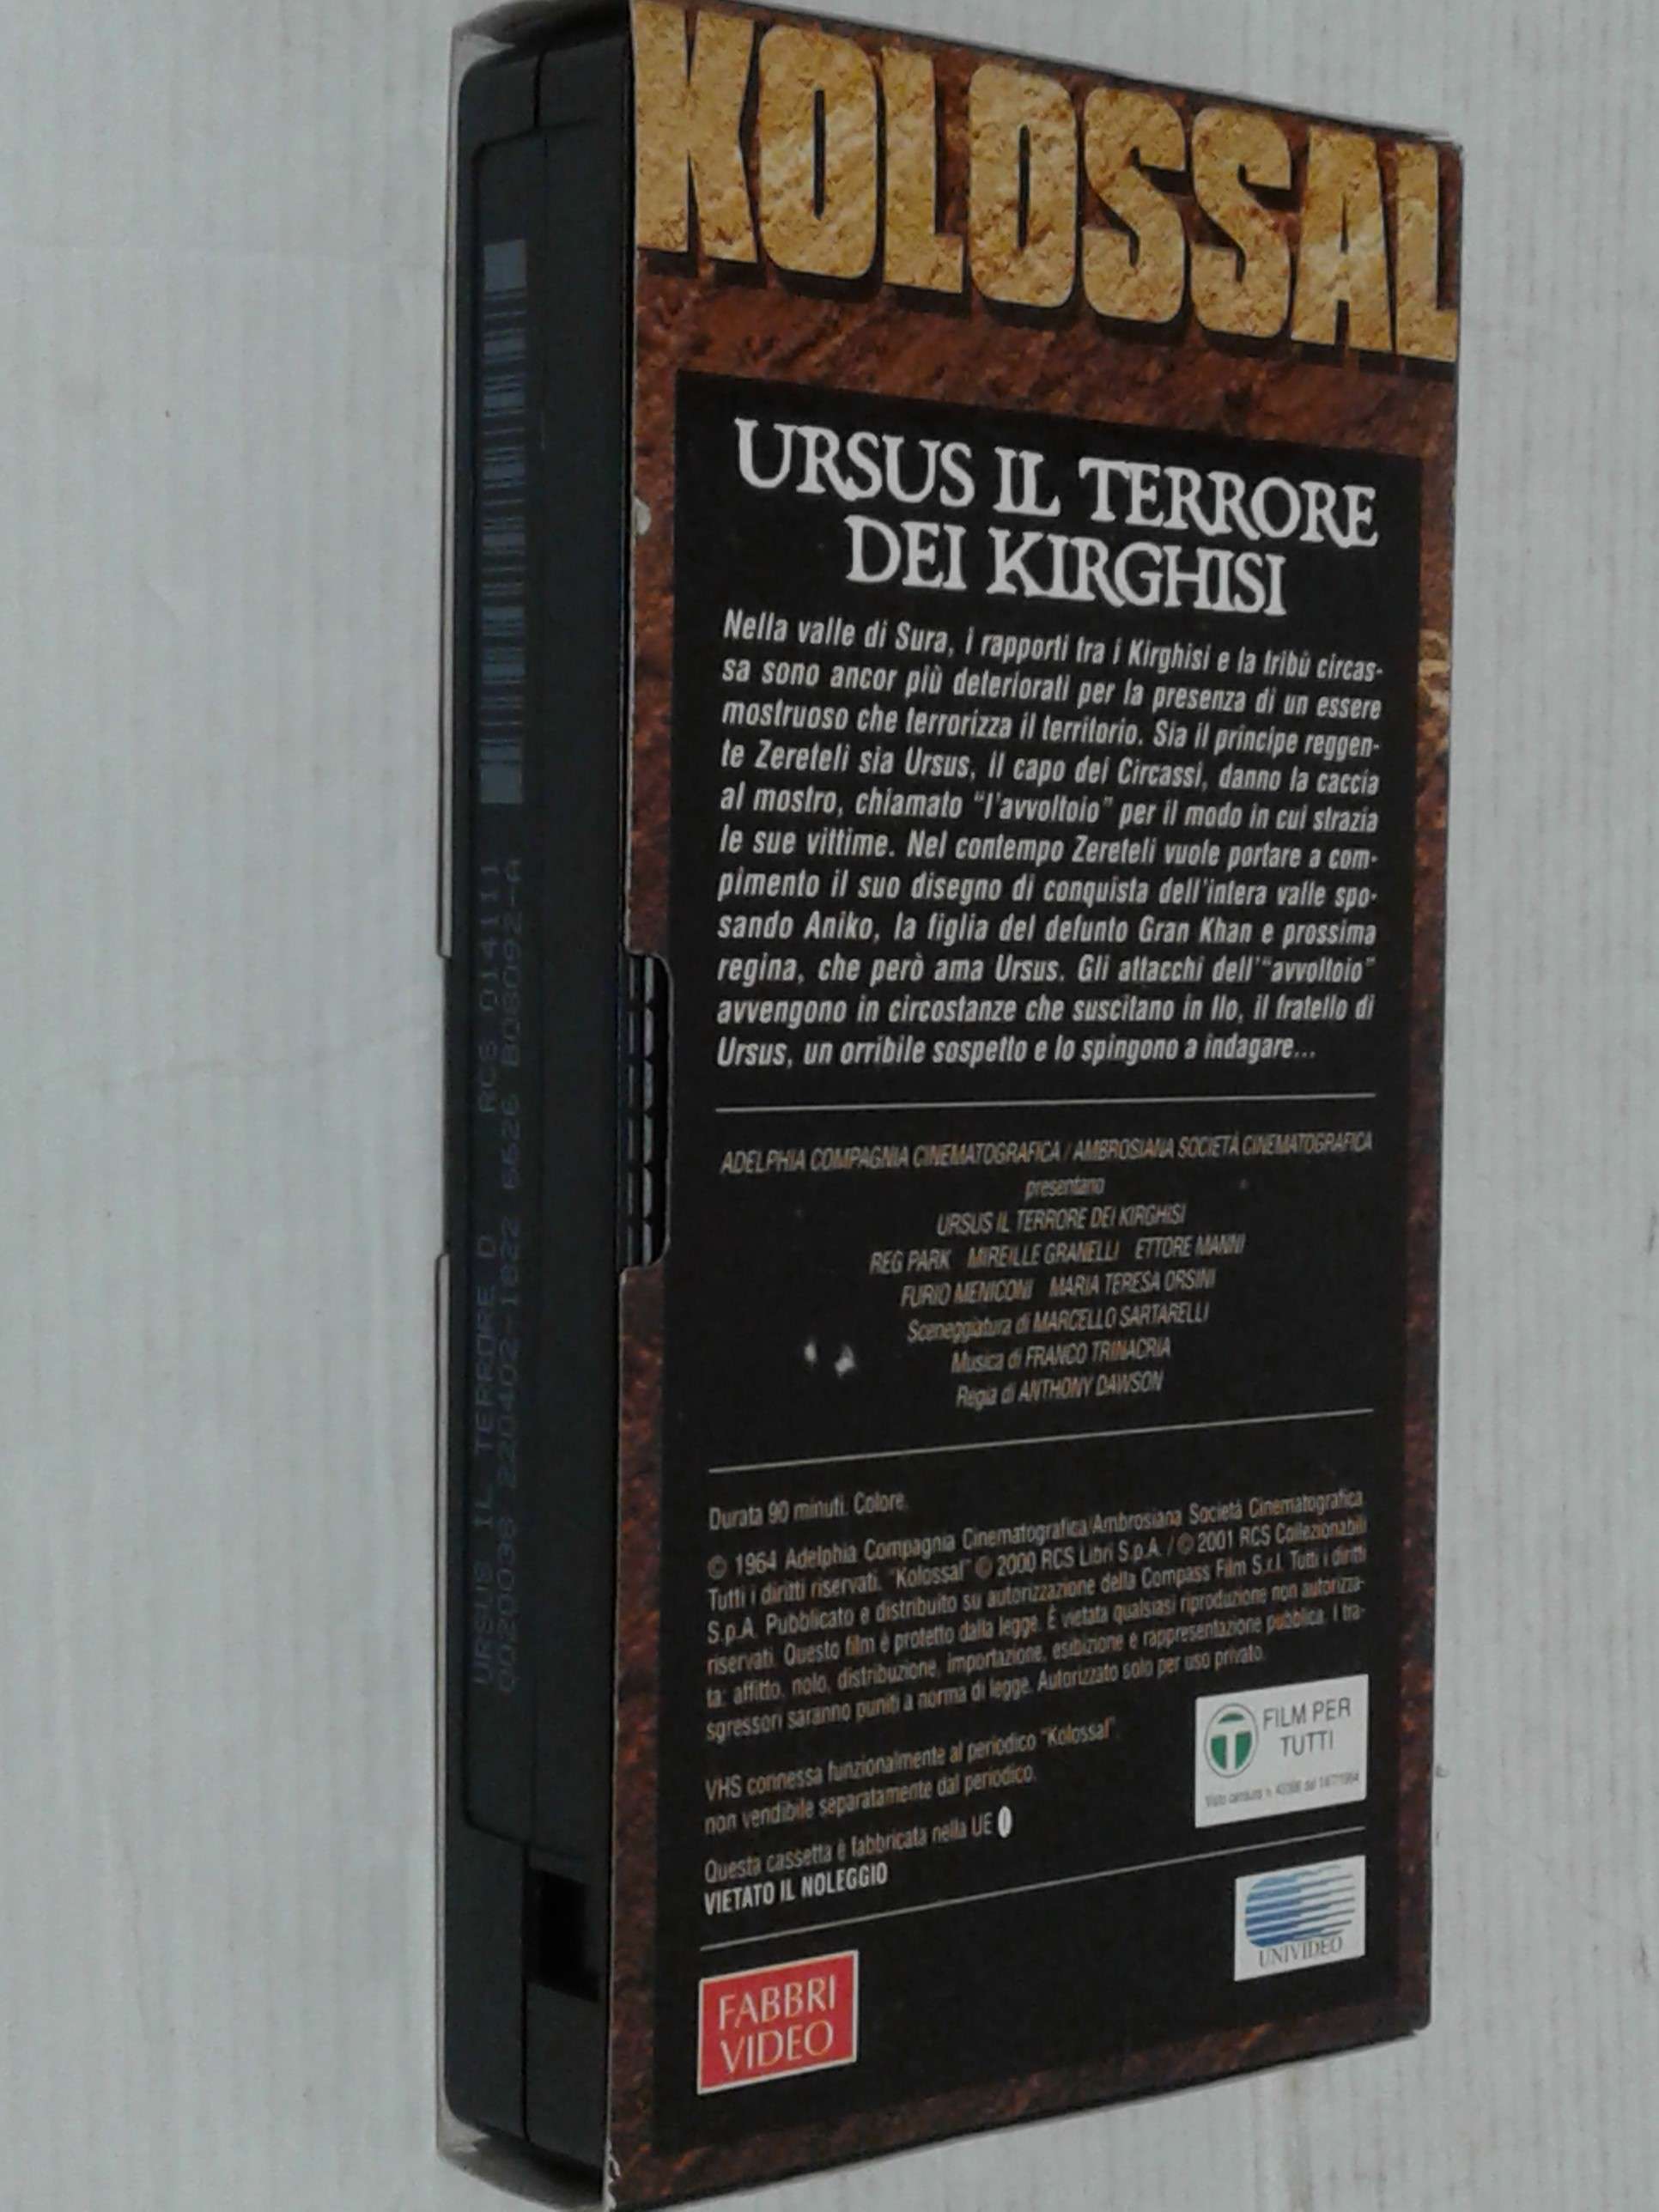 KOLOSSAL
URSUS IL TERRORE
DEI KIRGHISI
Nella valle di Sura, i rapporti tra i Kirghisi e la tribù circas-
sa sono ancor più deteriorati per la presenza di un essere
mostruoso che terrorizza il territorio. Sia il principe reggen-
te Zereteli sia Ursus, il capo dei Circassi, danno la caccia
al mostro, chiamato "l'avvoltoio" per il modo in cui strazia
le sue vittime. Nel contempo Zereteli vuole portare a com-
pimento il suo disegno di conquista dell'intera valle spo-
sando Aniko, la figlia del defunto Gran Khan e prossima
regina, che però ama Ursus. Gli attacchi dell'"avvoltoio"
avvengono in circostanze che suscitano in Ilo, il fratello di
Ursus, un orribile sospetto e lo spingono a indagare...
ADELPHIA COMPAGNIA CINEMATOGRAFICA / AMBROSIANA SOCIETÀ CINEMATOGRAFICA
presentano
URSUS IL TERRORE DEI KIRGHISI
REG PARK MIREILLE GRANELLI ETTORE MANNI
FURIO MENICONI MARIA TERESA ORSINI
Sceneggiatura di MARCELLO SARTARELLI
Musica di FRANCO TRINACRIA
Regia di ANTHONY DAWSON
Durata 90 minuti. Colore.
© 1964 Adelphia Compagnia Cinematografica/Ambrosiana Società Cinematografica
Tutti i diritti riservati. "Kolossal" © 2000 RCS Libri S.p.A. / © 2001 RCS Collezionabili
S.p.A. Pubblicato e distribuito su autorizzazione della Compass Film S.r.l. Tutti i diritti
riservati. Questo film è protetto dalla legge. È vietata qualsiasi riproduzione non autorizza-
ta: affitto, nolo, distribuzione, importazione, esibizione e rappresentazione pubblica. I tra-
sgressori saranno puniti a norma di legge. Autorizzato solo per uso privato.
VHS connessa funzionalmente al periodico "Kolossal".
non vendibile separatamente dal periodico.
Questa cassetta è fabbricata nella UE
VIETATO IL NOLEGGIO
T FILM PER
TUTTI
Visto censura n.
UNIVIDEO
FABBRI
VIDEO
URSUS IL TERRORE D RCS 014111
002003B 220402-1822 6526 B08092-A